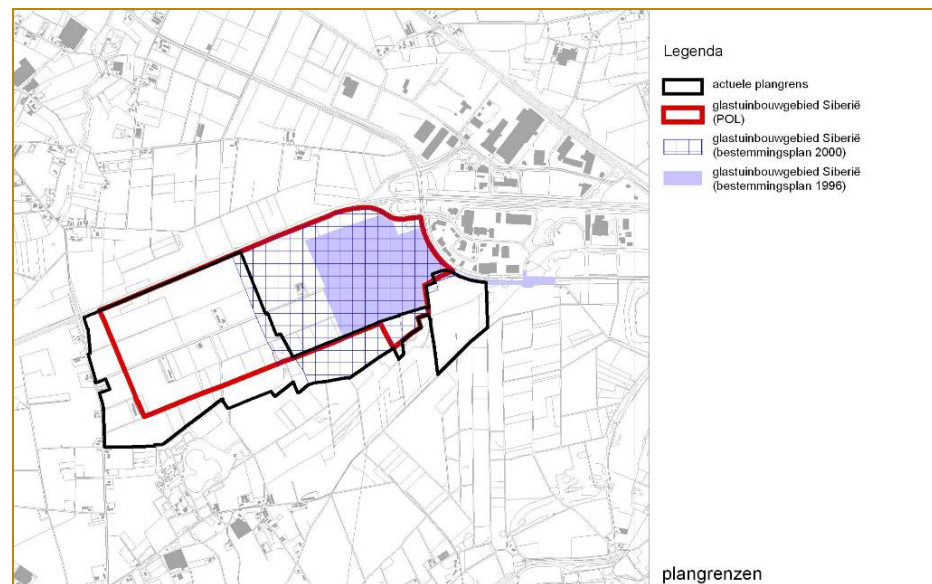 Legenda
actuele plangrens
glastuinbouwgebied Siberië
(POL)
glastuinbouwgebied Siberië
(bestemmingsplan 2000)
glastuinbouwgebied Siberië
(bestemmingsplan 1996)
plangrenzen